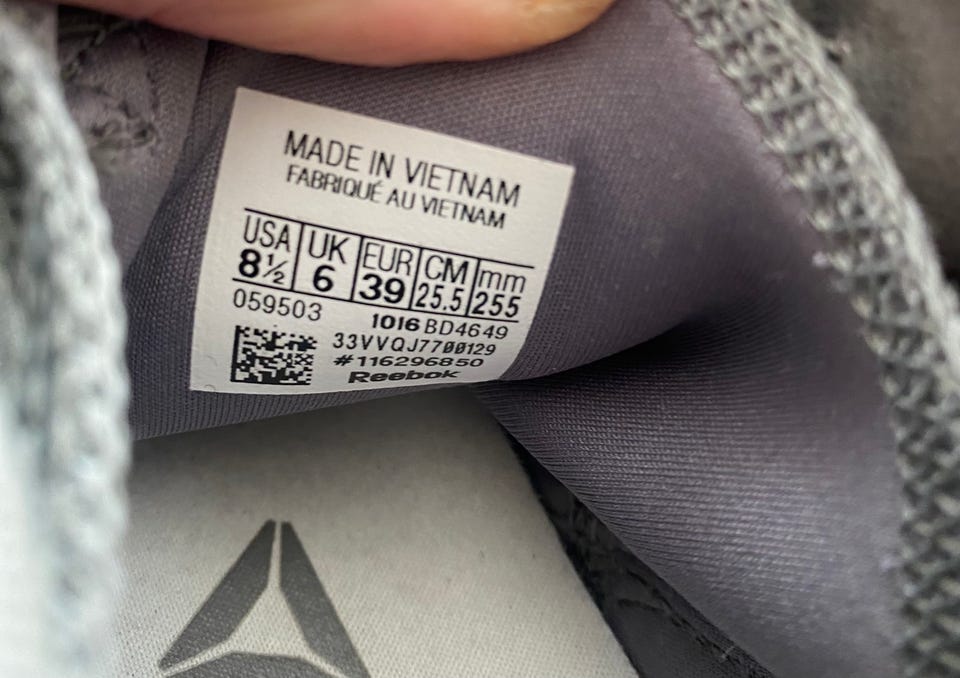 MADE IN VIETNAM
FABRIQUÉ AU VIETNAM
USA UK EUR CM mm
8½ 6 39 25.5 255
059503 1016 BD4649
33VVQJ7700129
#116296850
Reebok